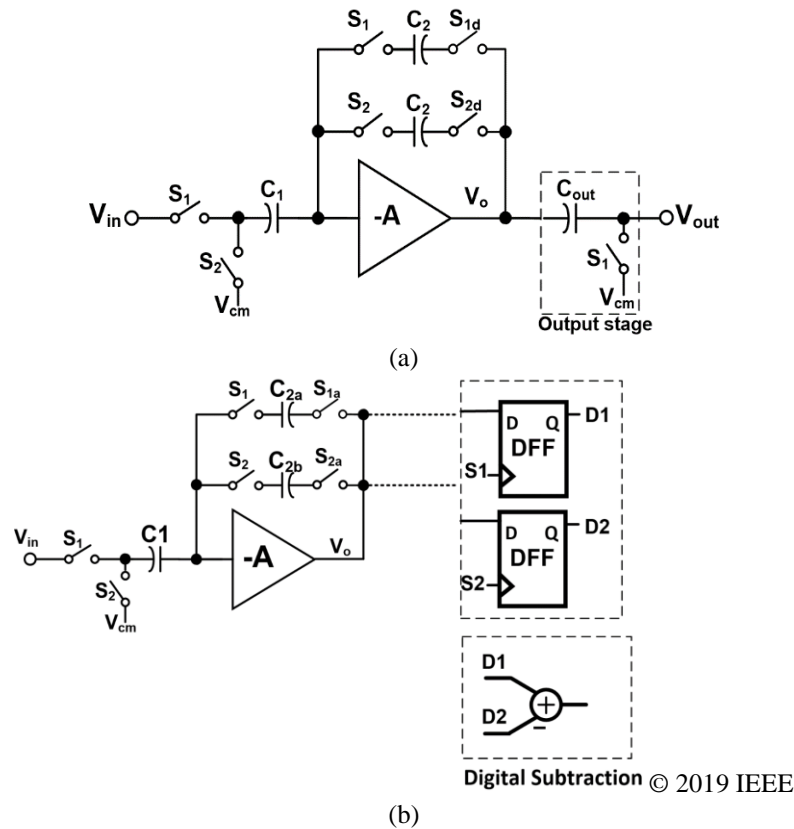 S1 C2 S1d
S2 C2 S2d
Vin S1 C1 -A Vo Cout Vout
S2 S1
Vcm Vcm
Output stage
(a)
S1 C2a S1a
S2 C2b S2a
D Q D1
DFF
S1
Vin S1 C1 -A Vo
S2
Vcm
D Q D2
DFF
S2
D1
+
D2
−
Digital Subtraction © 2019 IEEE
(b)